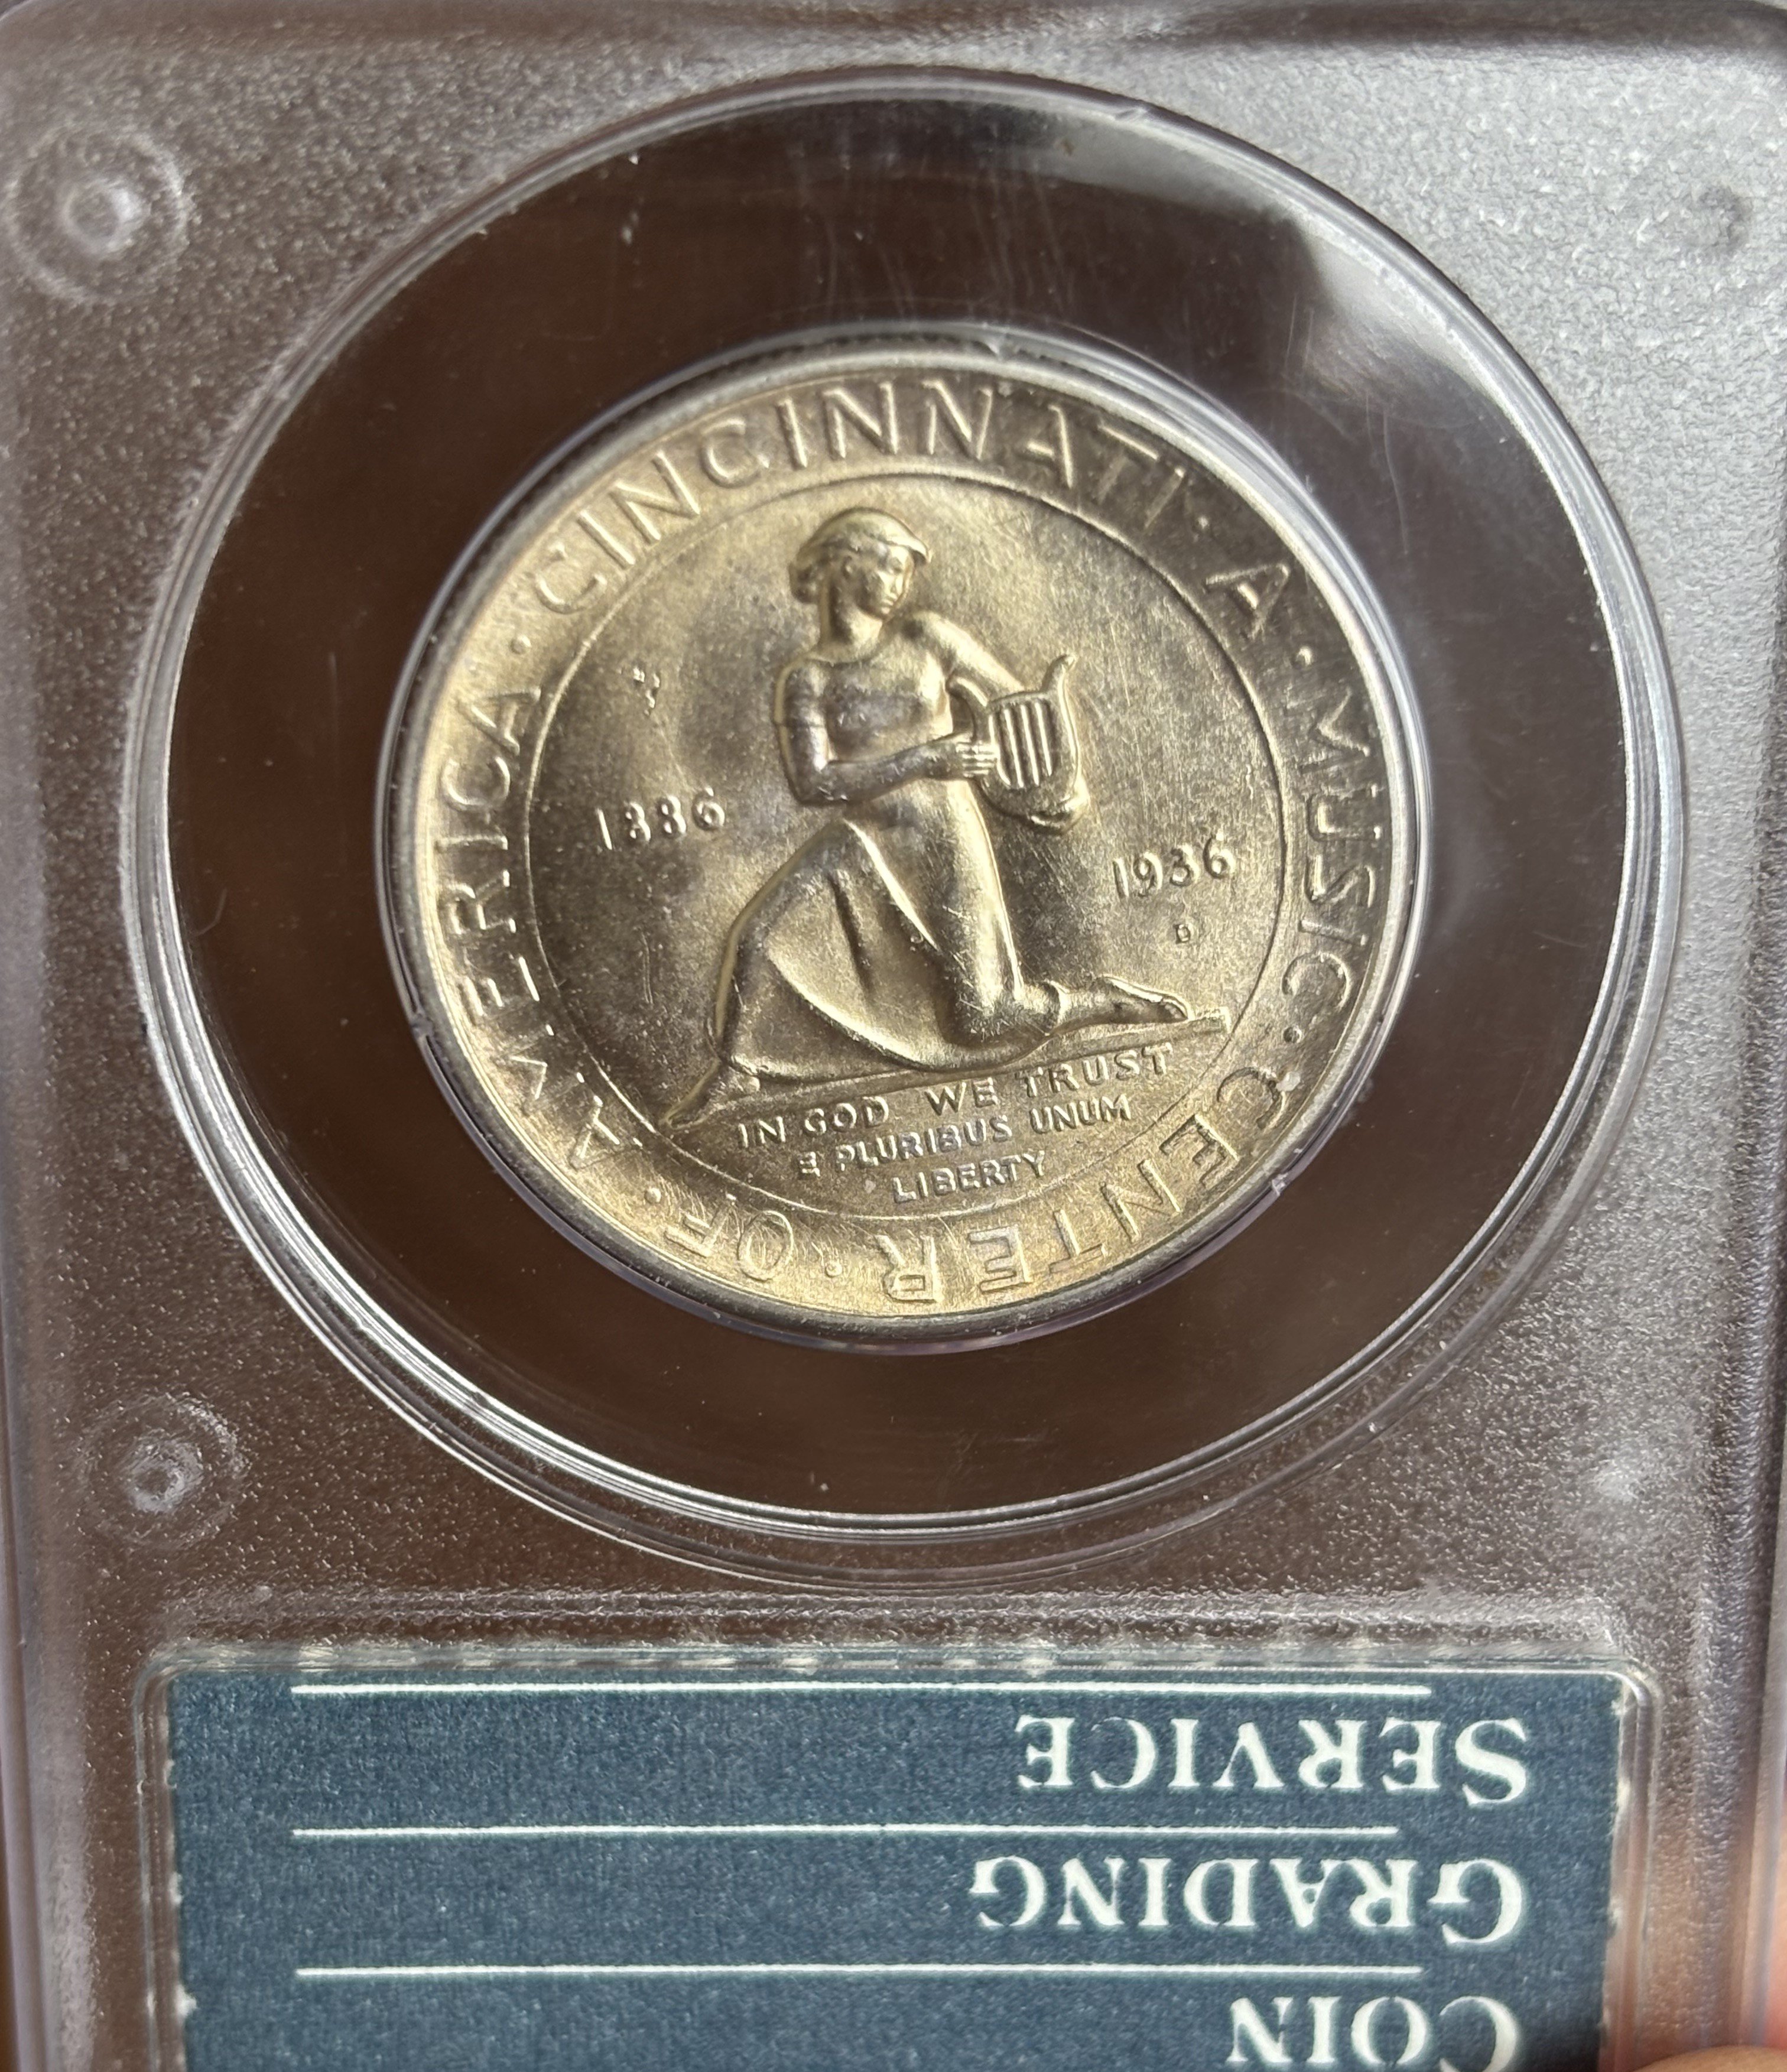 CINCINNATI · A · MUSIC · CENTER · OF · AMERICA ·
1886
1936
D
IN GOD WE TRUST
E PLURIBUS UNUM
LIBERTY
COIN
GRADING
SERVICE